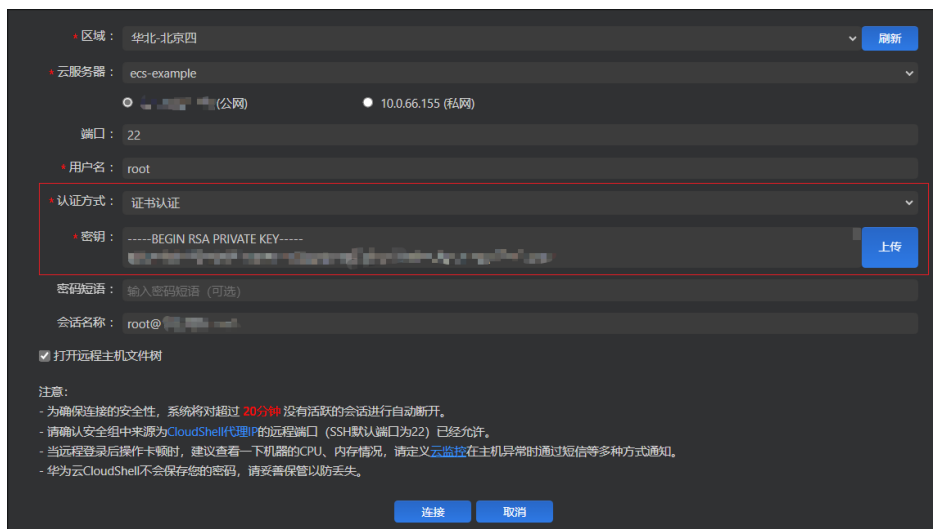 * 区域： 华北-北京四 刷新
* 云服务器： ecs-example
(公网) 10.0.66.155 (私网)
端口： 22
* 用户名： root
* 认证方式： 证书认证
* 密钥： -----BEGIN RSA PRIVATE KEY-----
上传
密码短语： 输入密码短语（可选）
会话名称： root@
打开远程主机文件树
注意：
- 为确保连接的安全性，系统将对超过 20分钟 没有活跃的会话进行自动断开。
- 请确认安全组中来源为CloudShell代理IP的远程端口（SSH默认端口为22）已经允许。
- 当远程登录后操作卡顿时，建议查看一下机器的CPU、内存情况，请定义云监控在主机异常时通过短信等多种方式通知。
- 华为云CloudShell不会保存您的密码，请妥善保管以防丢失。
连接 取消